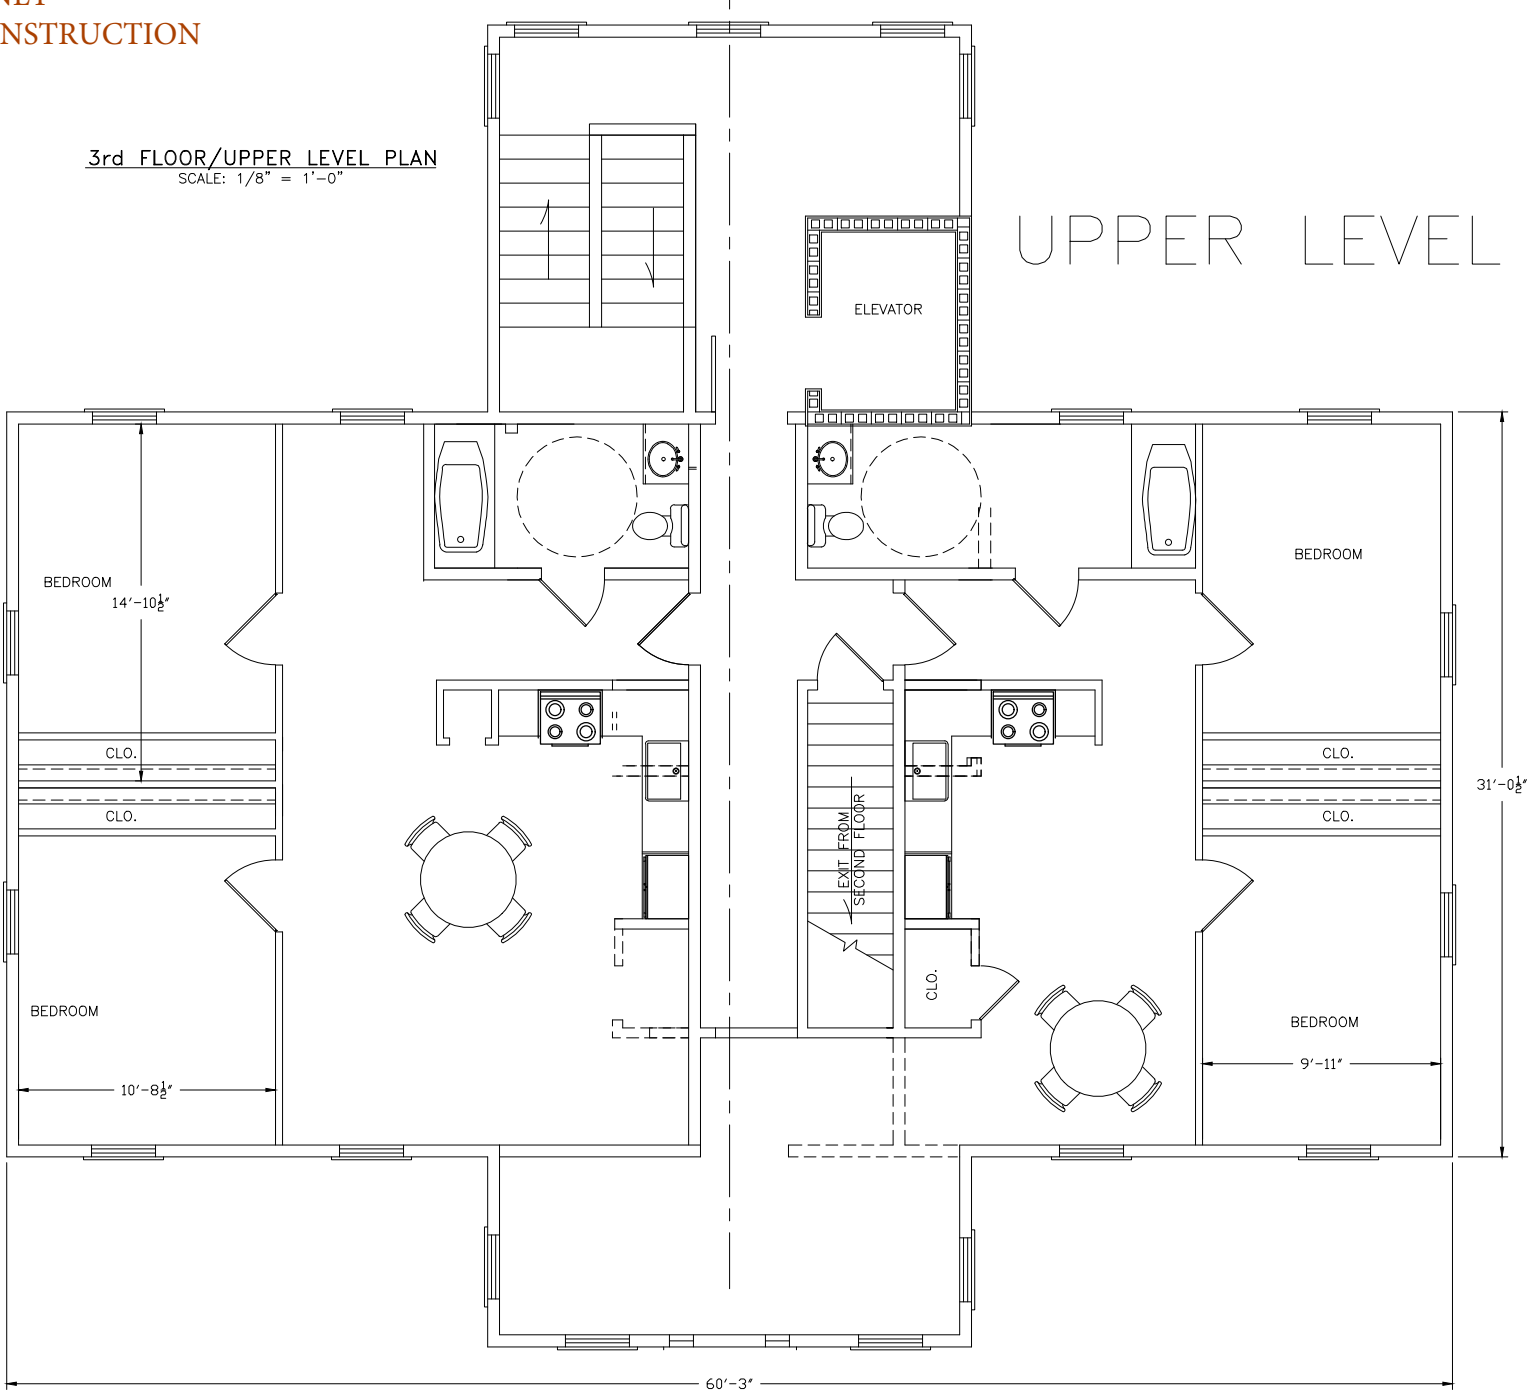 NSTRUCTION
3rd FLOOR/UPPER LEVEL PLAN
SCALE: 1/8" = 1'-0"
UPPER LEVEL
ELEVATOR
BEDROOM
14'-10½"
BEDROOM
CLO.
CLO.
CLO.
CLO.
31'-0½"
EXIT FROM
SECOND FLOOR
CLO.
BEDROOM
BEDROOM
10'-8½"
9'-11"
60'-3"